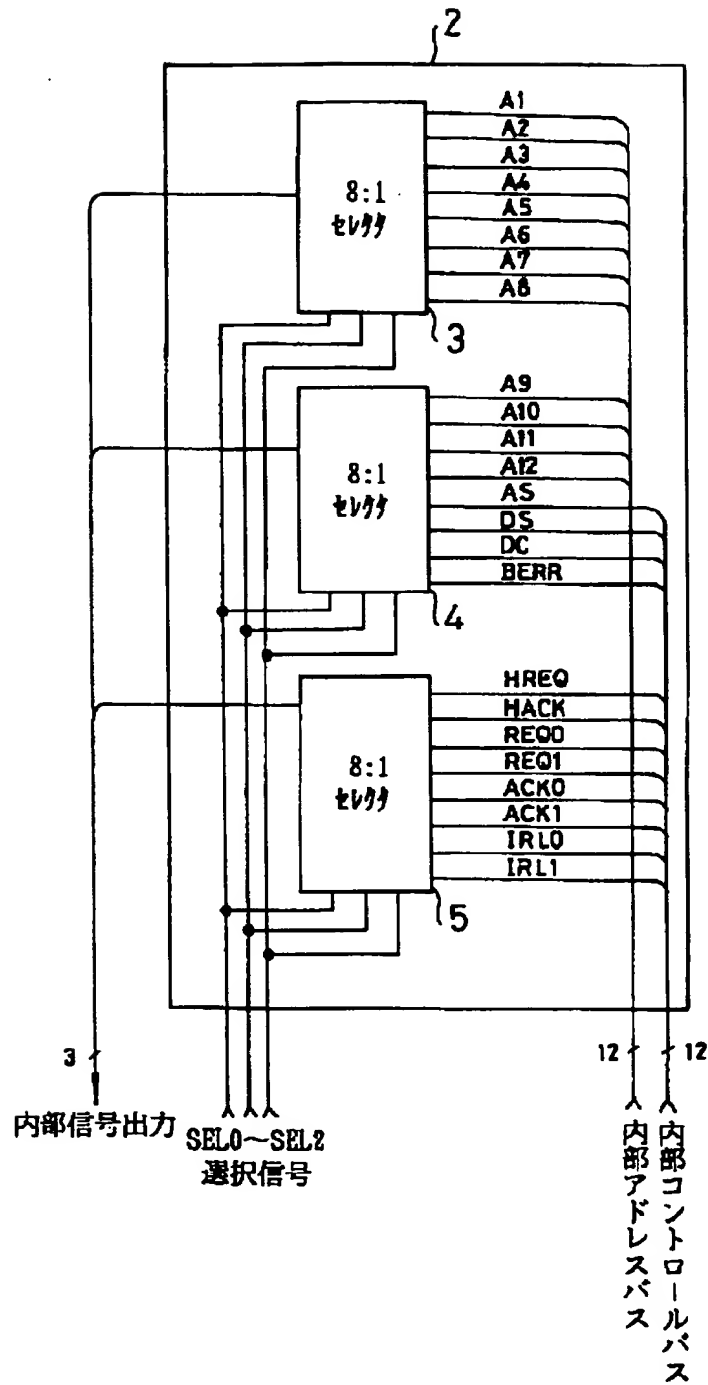 2
A1
A2
A3
A4
A5
A6
A7
A8
8:1
セレクタ
3
A9
A10
A11
A12
AS
DS
DC
BERR
8:1
セレクタ
4
HREQ
HACK
REQ0
REQ1
ACK0
ACK1
IRL0
IRL1
8:1
セレクタ
5
3
12
12
内部信号出力
SEL0～SEL2
選択信号
内部アドレスバス
内部コントロールバス